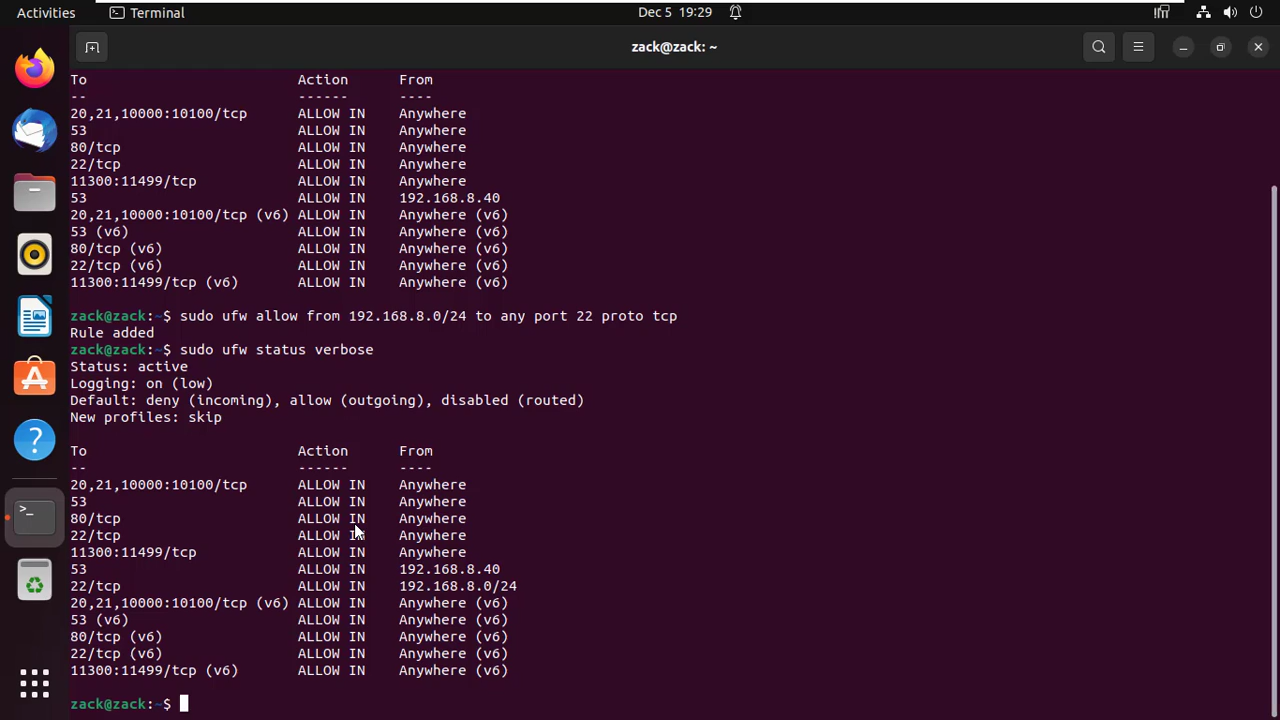 Activities Terminal Dec 5 19:29
zack@zack: ~
To Action From
-- ------ ----
20,21,10000:10100/tcp ALLOW IN Anywhere
53 ALLOW IN Anywhere
80/tcp ALLOW IN Anywhere
22/tcp ALLOW IN Anywhere
11300:11499/tcp ALLOW IN Anywhere
53 ALLOW IN 192.168.8.40
20,21,10000:10100/tcp (v6) ALLOW IN Anywhere (v6)
53 (v6) ALLOW IN Anywhere (v6)
80/tcp (v6) ALLOW IN Anywhere (v6)
22/tcp (v6) ALLOW IN Anywhere (v6)
11300:11499/tcp (v6) ALLOW IN Anywhere (v6)
zack@zack:~$ sudo ufw allow from 192.168.8.0/24 to any port 22 proto tcp
Rule added
zack@zack:~$ sudo ufw status verbose
Status: active
Logging: on (low)
Default: deny (incoming), allow (outgoing), disabled (routed)
New profiles: skip
To Action From
-- ------ ----
20,21,10000:10100/tcp ALLOW IN Anywhere
53 ALLOW IN Anywhere
80/tcp ALLOW IN Anywhere
22/tcp ALLOW IN Anywhere
11300:11499/tcp ALLOW IN Anywhere
53 ALLOW IN 192.168.8.40
22/tcp ALLOW IN 192.168.8.0/24
20,21,10000:10100/tcp (v6) ALLOW IN Anywhere (v6)
53 (v6) ALLOW IN Anywhere (v6)
80/tcp (v6) ALLOW IN Anywhere (v6)
22/tcp (v6) ALLOW IN Anywhere (v6)
11300:11499/tcp (v6) ALLOW IN Anywhere (v6)
zack@zack:~$